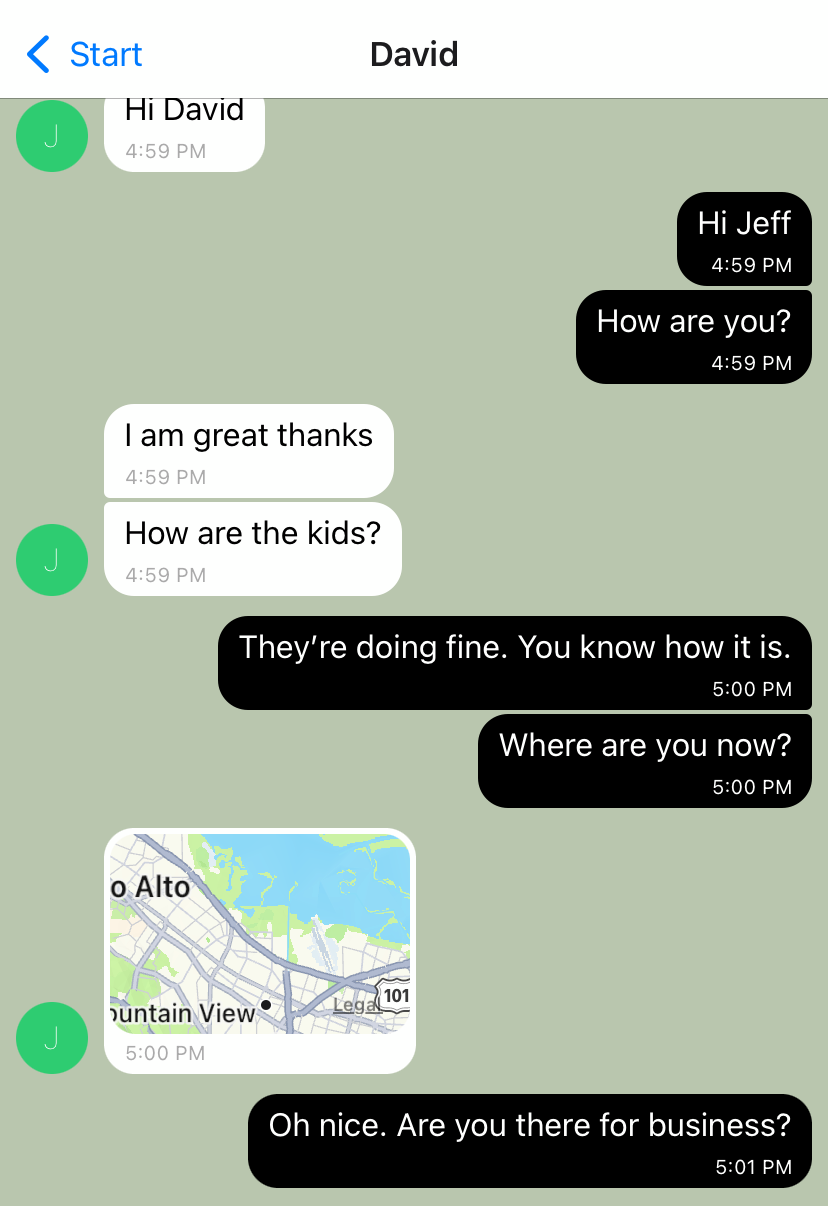 Start
David
Hi David
4:59 PM
J
Hi Jeff
4:59 PM
How are you?
4:59 PM
I am great thanks
4:59 PM
How are the kids?
4:59 PM
J
They’re doing fine. You know how it is.
5:00 PM
Where are you now?
5:00 PM
o Alto
101
Legal
ountain View
5:00 PM
J
Oh nice. Are you there for business?
5:01 PM